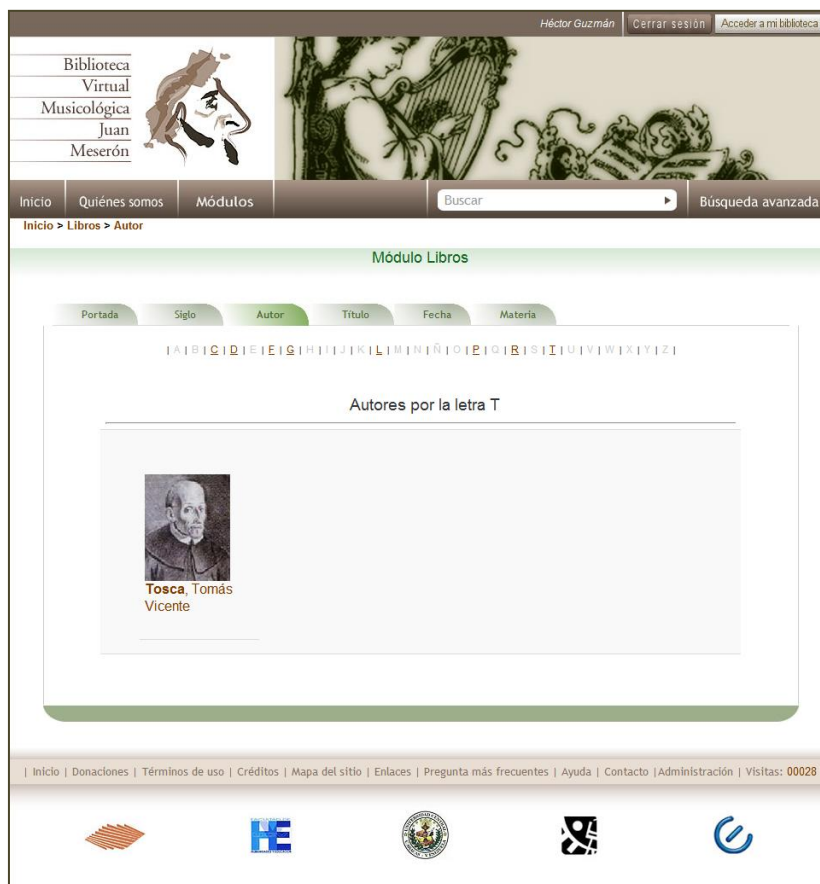 Héctor Guzmán Cerrar sesión Acceder a mi biblioteca
Biblioteca
Virtual
Musicológica
Juan
Meserón
Inicio Quiénes somos Módulos Buscar Búsqueda avanzada
Inicio > Libros > Autor
Módulo Libros
Portada Siglo Autor Título Fecha Materia
| A | B | C | D | E | F | G | H | I | J | K | L | M | N | Ñ | O | P | Q | R | S | T | U | V | W | X | Y | Z |
Autores por la letra T
Tosca, Tomás
Vicente
| Inicio | Donaciones | Términos de uso | Créditos | Mapa del sitio | Enlaces | Pregunta más frecuentes | Ayuda | Contacto |Administración | Visitas: 00028
HE